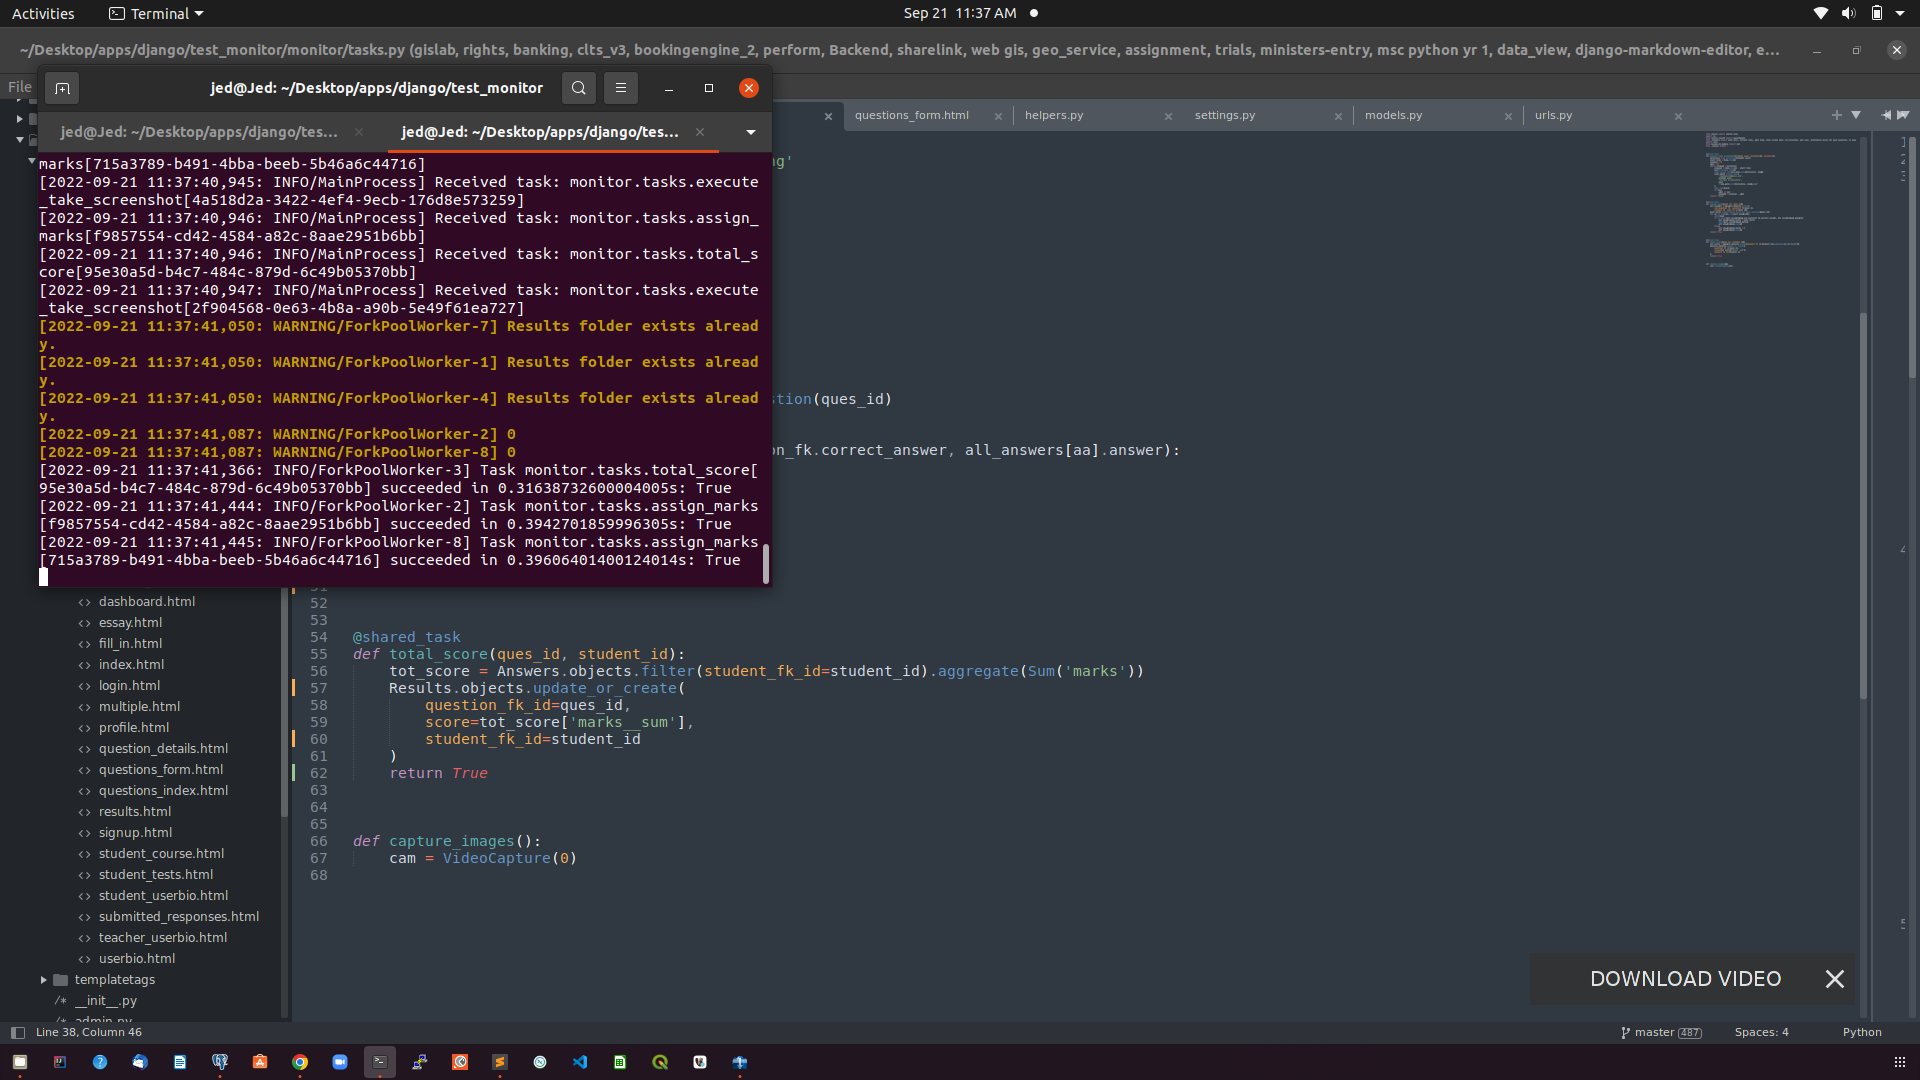 Activities
Terminal
Sep 21 11:37 AM
~/Desktop/apps/django/test_monitor/monitor/tasks.py (gislab, rights, banking, clts_v3, bookingengine_2, perform, Backend, sharelink, web gis, geo_service, assignment, trials, ministers-entry, msc python yr 1, data_view, django-markdown-editor, e...
File
jed@Jed: ~/Desktop/apps/django/test_monitor
jed@Jed: ~/Desktop/apps/django/tes...
jed@Jed: ~/Desktop/apps/django/tes...
questions_form.html
helpers.py
settings.py
models.py
urls.py
marks[715a3789-b491-4bba-beeb-5b46a6c44716]
[2022-09-21 11:37:40,945: INFO/MainProcess] Received task: monitor.tasks.execute
_take_screenshot[4a518d2a-3422-4ef4-9ecb-176d8e573259]
[2022-09-21 11:37:40,946: INFO/MainProcess] Received task: monitor.tasks.assign_
marks[f9857554-cd42-4584-a82c-8aae2951b6bb]
[2022-09-21 11:37:40,946: INFO/MainProcess] Received task: monitor.tasks.total_s
core[95e30a5d-b4c7-484c-879d-6c49b05370bb]
[2022-09-21 11:37:40,947: INFO/MainProcess] Received task: monitor.tasks.execute
_take_screenshot[2f904568-0e63-4b8a-a90b-5e49f61ea727]
[2022-09-21 11:37:41,050: WARNING/ForkPoolWorker-7] Results folder exists alread
y.
[2022-09-21 11:37:41,050: WARNING/ForkPoolWorker-1] Results folder exists alread
y.
[2022-09-21 11:37:41,050: WARNING/ForkPoolWorker-4] Results folder exists alread
y.
[2022-09-21 11:37:41,087: WARNING/ForkPoolWorker-2] 0
[2022-09-21 11:37:41,087: WARNING/ForkPoolWorker-8] 0
[2022-09-21 11:37:41,366: INFO/ForkPoolWorker-3] Task monitor.tasks.total_score[
95e30a5d-b4c7-484c-879d-6c49b05370bb] succeeded in 0.31638732600004005s: True
[2022-09-21 11:37:41,444: INFO/ForkPoolWorker-2] Task monitor.tasks.assign_marks
[f9857554-cd42-4584-a82c-8aae2951b6bb] succeeded in 0.3942701859996305s: True
[2022-09-21 11:37:41,445: INFO/ForkPoolWorker-8] Task monitor.tasks.assign_marks
[715a3789-b491-4bba-beeb-5b46a6c44716] succeeded in 0.39606401400124014s: True
ng'
stion(ques_id)
on_fk.correct_answer, all_answers[aa].answer):
dashboard.html
essay.html
fill_in.html
index.html
login.html
multiple.html
profile.html
question_details.html
questions_form.html
questions_index.html
results.html
signup.html
student_course.html
student_tests.html
student_userbio.html
submitted_responses.html
teacher_userbio.html
userbio.html
templatetags
__init__.py
admin.py
51
52
53
54 @shared_task
55 def total_score(ques_id, student_id):
56 tot_score = Answers.objects.filter(student_fk_id=student_id).aggregate(Sum('marks'))
57 Results.objects.update_or_create(
58 question_fk_id=ques_id,
59 score=tot_score['marks__sum'],
60 student_fk_id=student_id
61 )
62 return True
63
64
65
66 def capture_images():
67 cam = VideoCapture(0)
68
DOWNLOAD VIDEO
Line 38, Column 46
master 487
Spaces: 4
Python